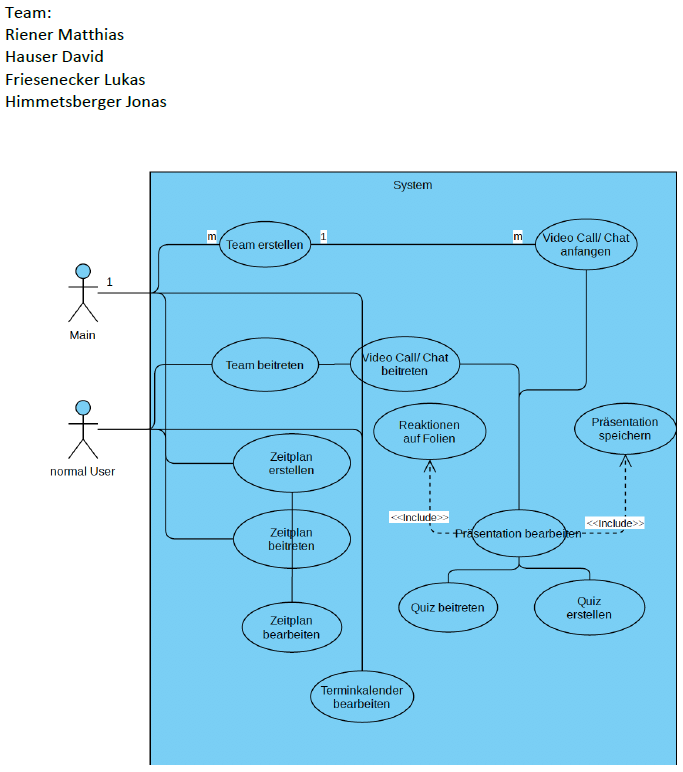 Team:
Riener Matthias
Hauser David
Friesenecker Lukas
Himmetsberger Jonas
System
m
Team erstellen
1
m
Video Call/ Chat
anfangen
1
Main
Team beitreten
Video Call/ Chat
beitreten
Reaktionen
auf Folien
Präsentation
speichern
normal User
Zeitplan
erstellen
<<Include>>
<<Include>>
Zeitplan
beitreten
Präsentation bearbeiten
Zeitplan
bearbeiten
Quiz beitreten
Quiz
erstellen
Terminkalender
bearbeiten